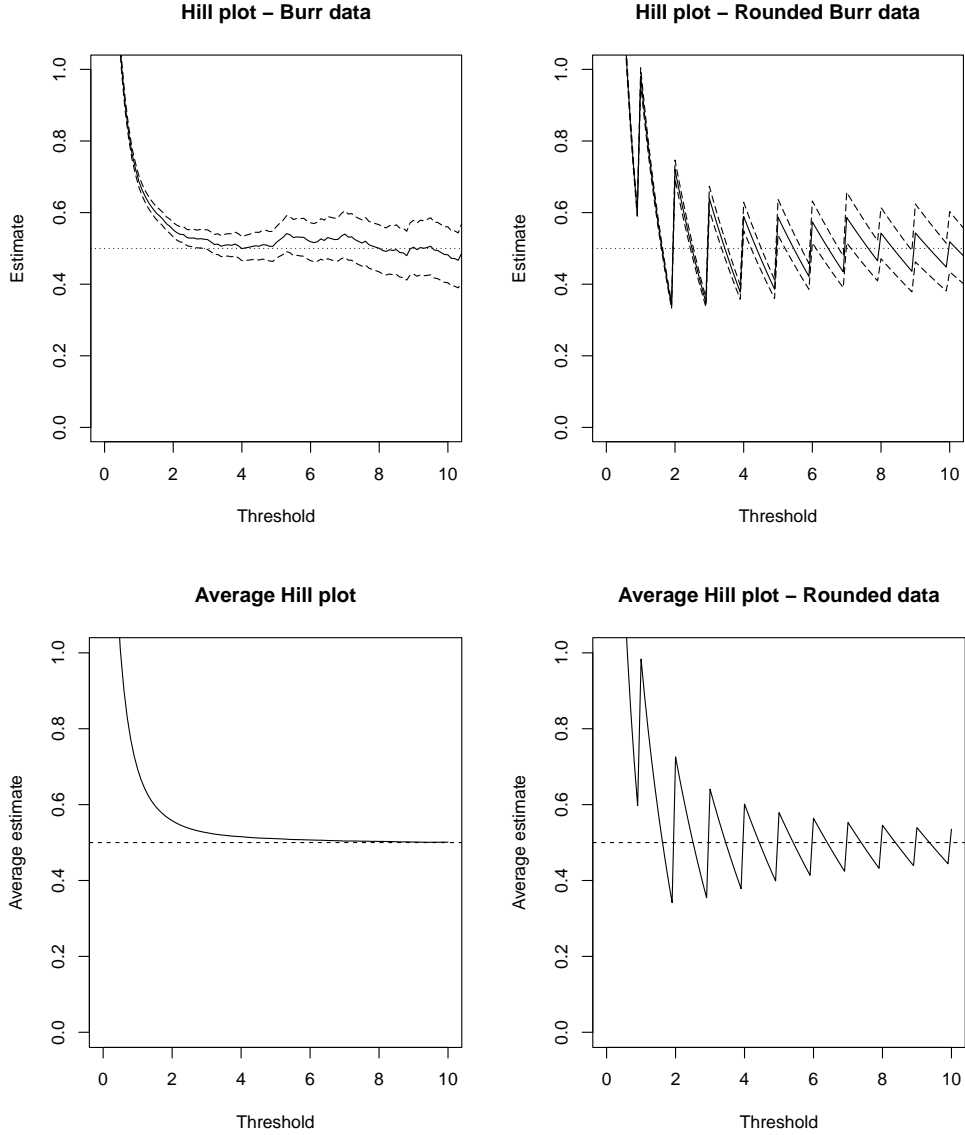 Hill plot – Burr data
Estimate
0.0 0.2 0.4 0.6 0.8 1.0
0 2 4 6 8 10
Threshold
Hill plot – Rounded Burr data
Estimate
0.0 0.2 0.4 0.6 0.8 1.0
0 2 4 6 8 10
Threshold
Average Hill plot
Average estimate
0.0 0.2 0.4 0.6 0.8 1.0
0 2 4 6 8 10
Threshold
Average Hill plot – Rounded data
Average estimate
0.0 0.2 0.4 0.6 0.8 1.0
0 2 4 6 8 10
Threshold